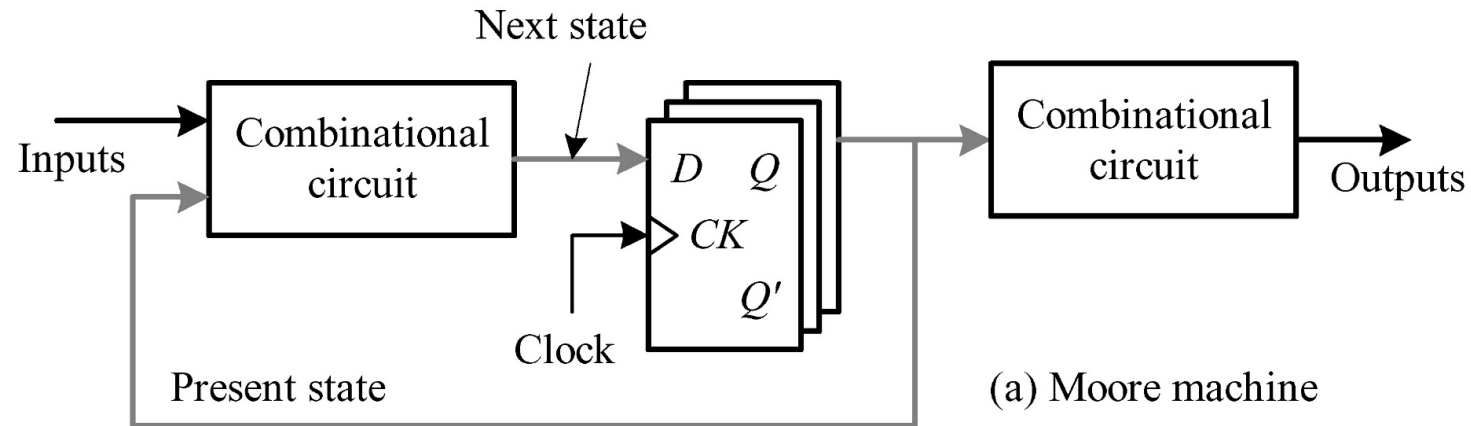 Next state
Inputs
Combinational
circuit
D Q
CK
Q'
Clock
Combinational
circuit
Outputs
Present state
(a) Moore machine